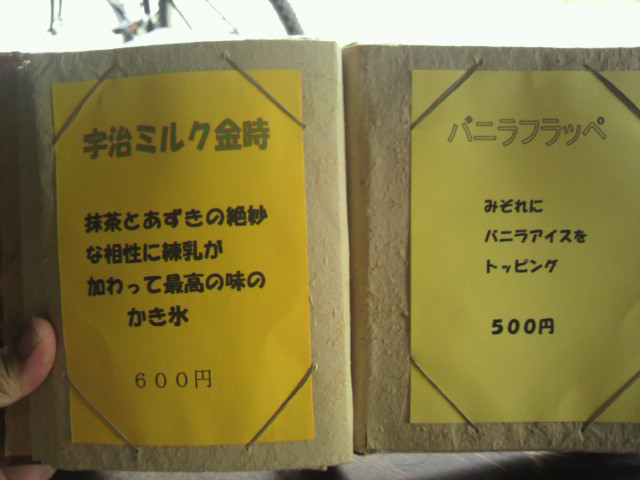 宇治ミルク金時
抹茶とあずきの絶妙
な相性に練乳が
加わって最高の味の
かき氷
６００円
バニラフラッペ
みぞれに
バニラアイスを
トッピング
５００円